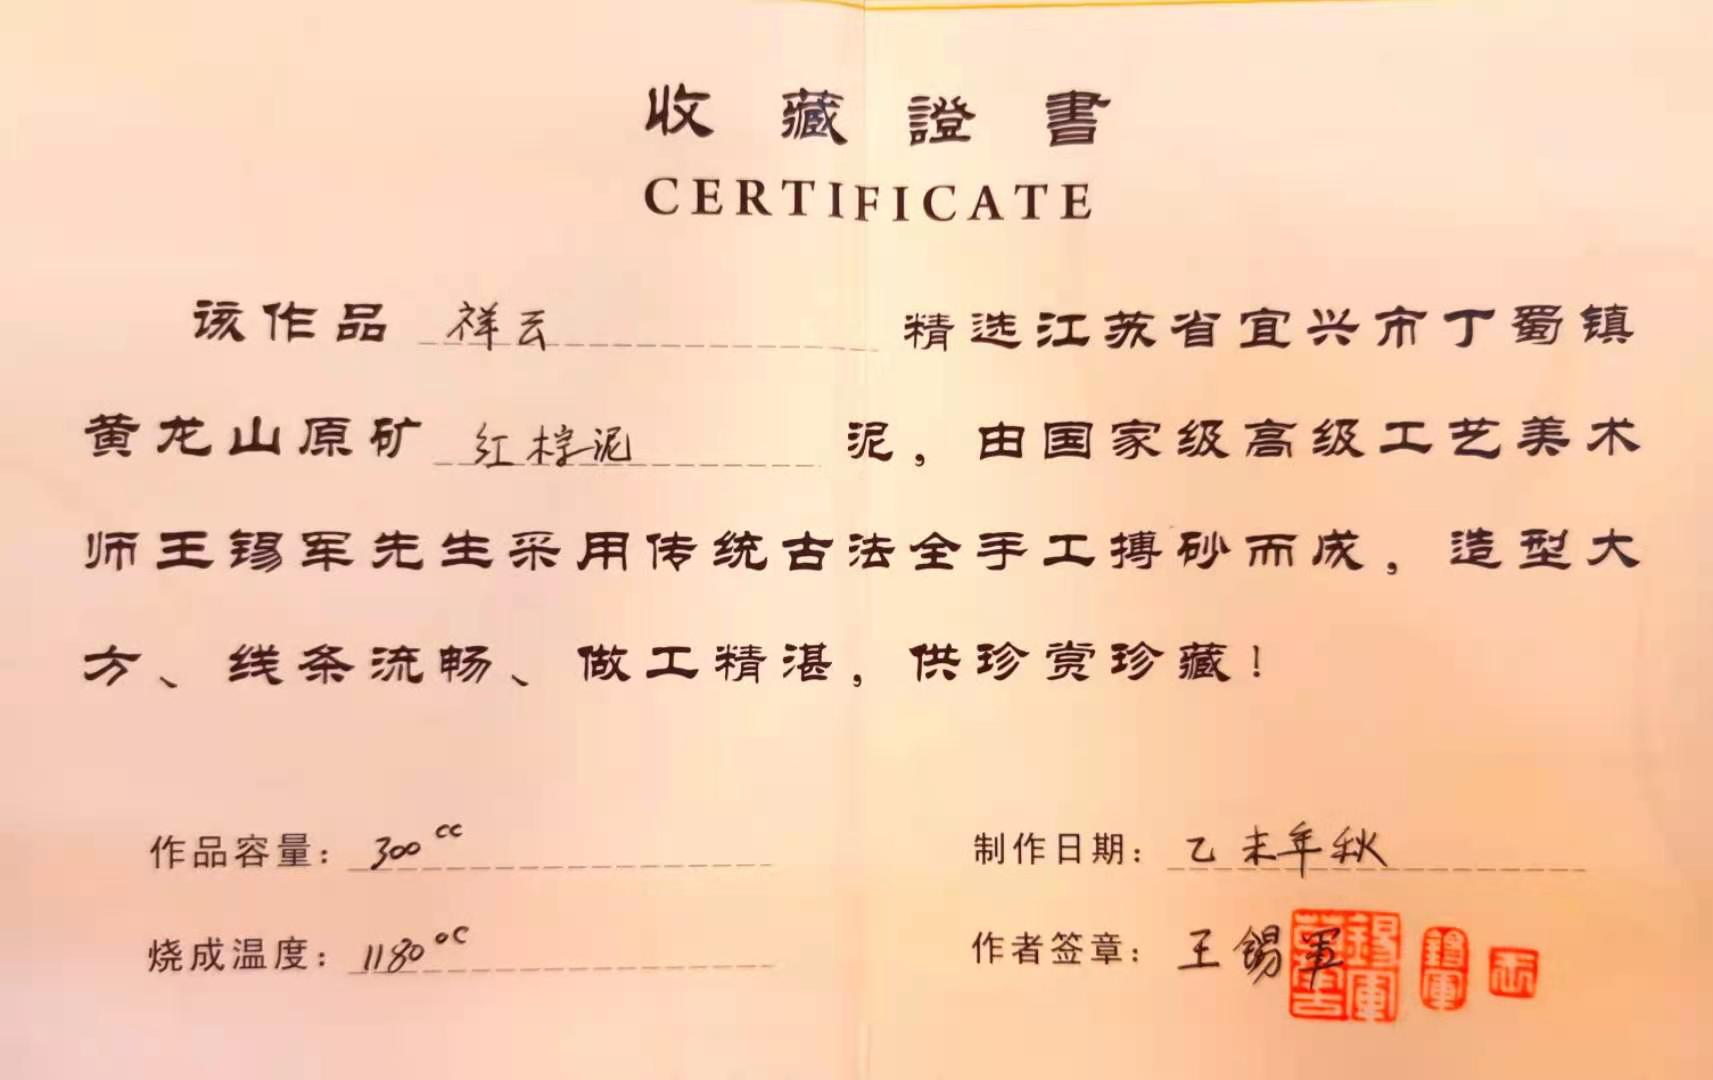 收藏證書
CERTIFICATE
该作品 祥云 精选江苏省宜兴市丁蜀镇
黄龙山原矿 红棕泥 泥，由国家级高级工艺美术
师王锡军先生采用传统古法全手工搏砂而成，造型大
方、线条流畅、做工精湛，供珍赏珍藏！
作品容量：300cc
制作日期：乙未年秋
烧成温度：1180°C
作者签章：王锡军
錫軍